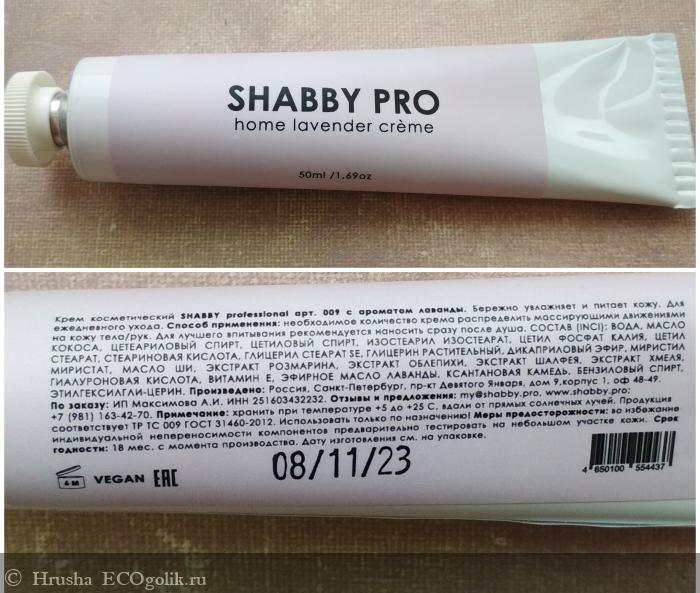 SHABBY PRO
home lavender crème
50ml /1.69oz
Крем косметический SHABBY professional арт. 009 с ароматом лаванды. Бережно увлажняет и питает кожу. Для
ежедневного ухода. Способ применения: необходимое количество крема распределить массирующими движениями
на кожу тела/рук. Для лучшего впитывания рекомендуется наносить сразу после душа. СОСТАВ (INCI): ВОДА, МАСЛО
КОКОСА, ЦЕТЕАРИЛОВЫЙ СПИРТ, ЦЕТИЛОВЫЙ СПИРТ, ИЗОСТЕАРИЛ ИЗОСТЕАРАТ, ЦЕТИЛ ФОСФАТ КАЛИЯ, ЦЕТИЛ
СТЕАРАТ, СТЕАРИНОВАЯ КИСЛОТА, ГЛИЦЕРИЛ СТЕАРАТ SE, ГЛИЦЕРИН РАСТИТЕЛЬНЫЙ, ДИКАПРИЛОВЫЙ ЭФИР, МИРИСТИЛ
МИРИСТАТ, МАСЛО ШИ, ЭКСТРАКТ РОЗМАРИНА, ЭКСТРАКТ ОБЛЕПИХИ, ЭКСТРАКТ ШАЛФЕЯ, ЭКСТРАКТ ХМЕЛЯ,
ГИАЛУРОНОВАЯ КИСЛОТА, ВИТАМИН Е, ЭФИРНОЕ МАСЛО ЛАВАНДЫ, КСАНТАНОВАЯ КАМЕДЬ, БЕНЗИЛОВЫЙ СПИРТ,
ЭТИЛГЕКСИЛГЛИ-ЦЕРИН. Произведено: Россия, Санкт-Петербург, пр-кт Девятого Января, дом 9,корпус 1, оф 48-49.
По заказу: ИП Максимова А.И. ИНН 251603432232. Отзывы и предложения: my@shabby.pro, www.shabby.pro;
+7 (981) 163-42-70. Примечание: хранить при температуре +5 до +25 С, вдали от прямых солнечных лучей. Продукция
соответствует ТР ТС 009 ГОСТ 31460-2012. Использовать только по назначению! Меры предосторожности: во избежание
индивидуальной непереносимости компонентов предварительно тестировать на небольшом участке кожи. Срок
годности: 18 мес. с момента производства. Дату изготовления см. на упаковке.
6 M VEGAN EAC
08/11/23
4 650100 554437
© Hrusha ECOgolik.ru